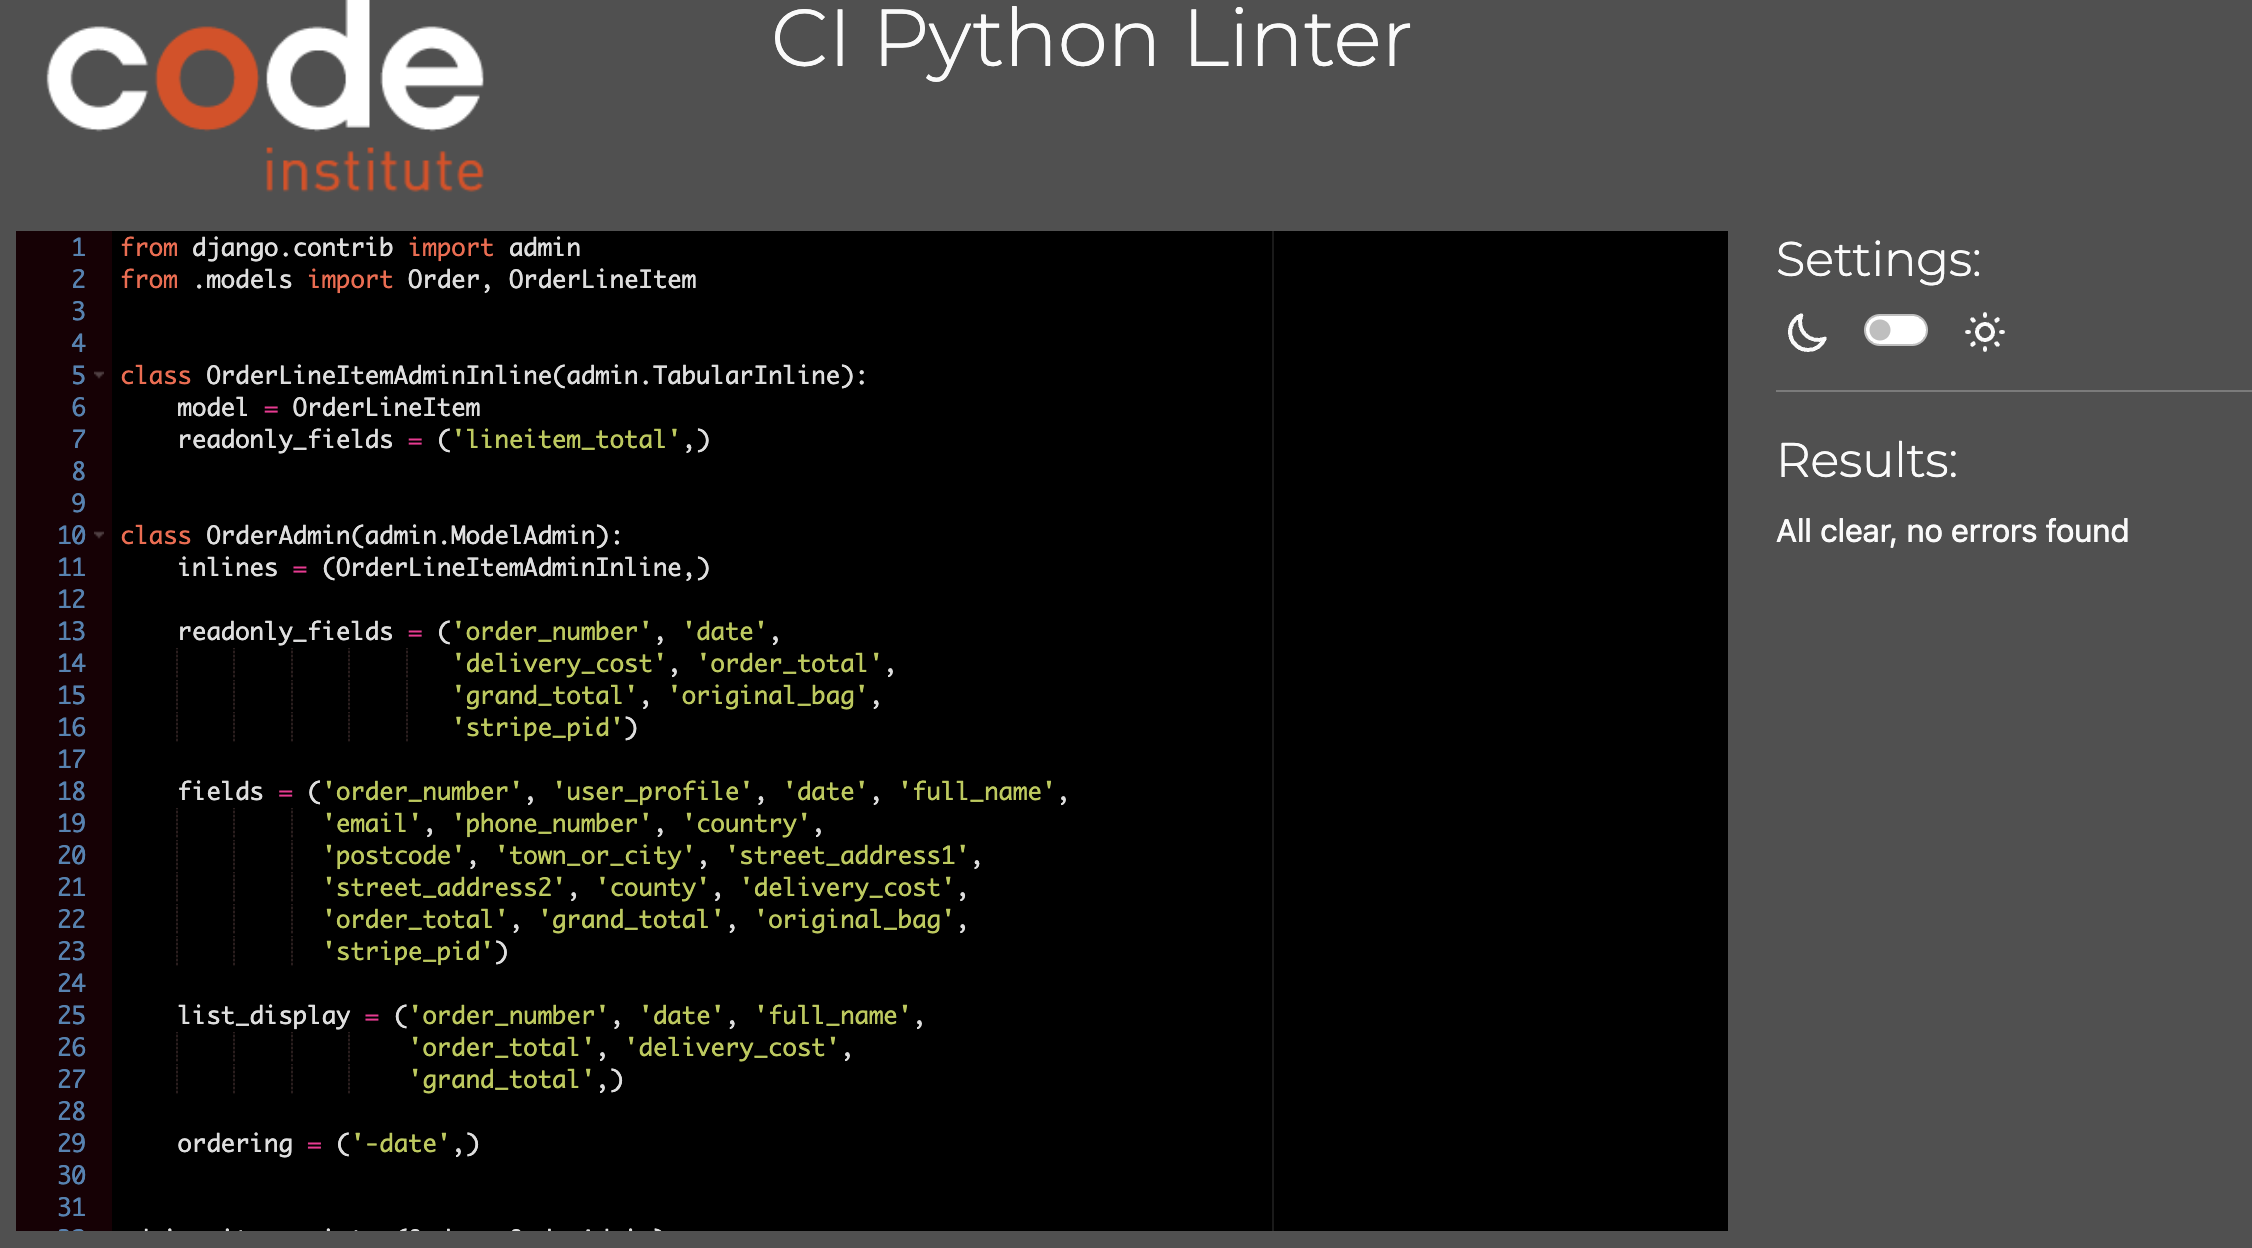 code
institute
CI Python Linter
1 from django.contrib import admin
2 from .models import Order, OrderLineItem
3
4
5 class OrderLineItemAdminInline(admin.TabularInline):
6     model = OrderLineItem
7     readonly_fields = ('lineitem_total',)
8
9
10 class OrderAdmin(admin.ModelAdmin):
11     inlines = (OrderLineItemAdminInline,)
12
13     readonly_fields = ('order_number', 'date',
14                        'delivery_cost', 'order_total',
15                        'grand_total', 'original_bag',
16                        'stripe_pid')
17
18     fields = ('order_number', 'user_profile', 'date', 'full_name',
19               'email', 'phone_number', 'country',
20               'postcode', 'town_or_city', 'street_address1',
21               'street_address2', 'county', 'delivery_cost',
22               'order_total', 'grand_total', 'original_bag',
23               'stripe_pid')
24
25     list_display = ('order_number', 'date', 'full_name',
26                     'order_total', 'delivery_cost',
27                     'grand_total',)
28
29     ordering = ('-date',)
30
31
Settings:
Results:
All clear, no errors found